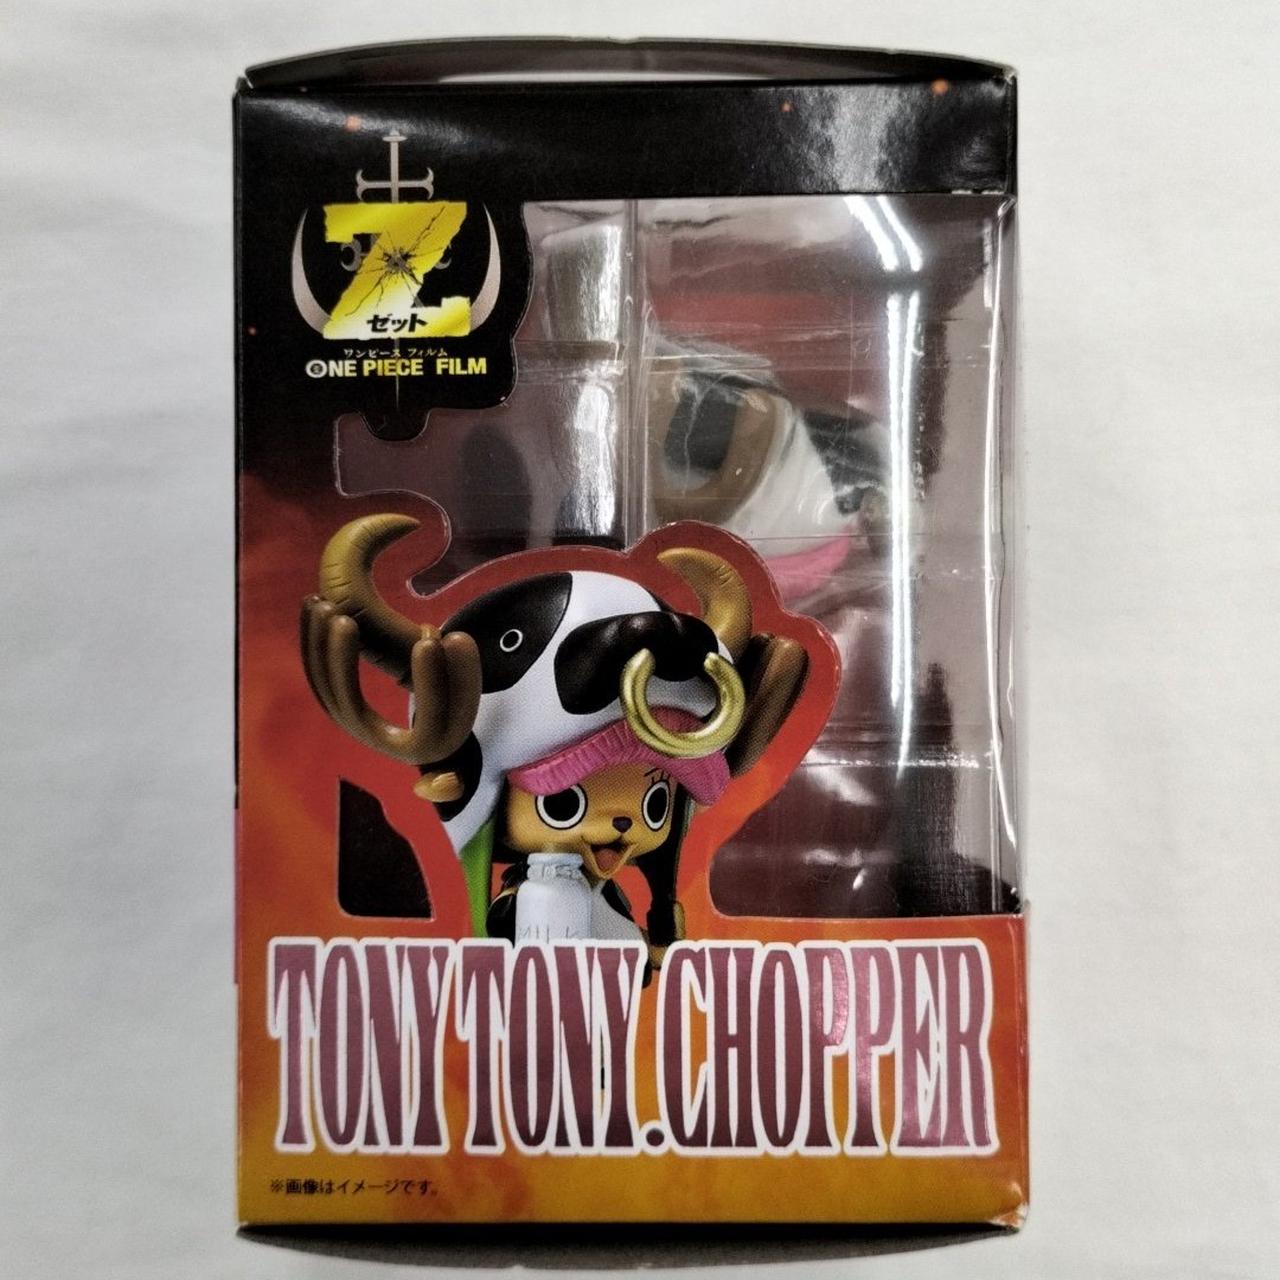 Z
ゼット
ワンピース フィルム
ONE PIECE FILM
MILK
TONY TONY.CHOPPER
※画像はイメージです。